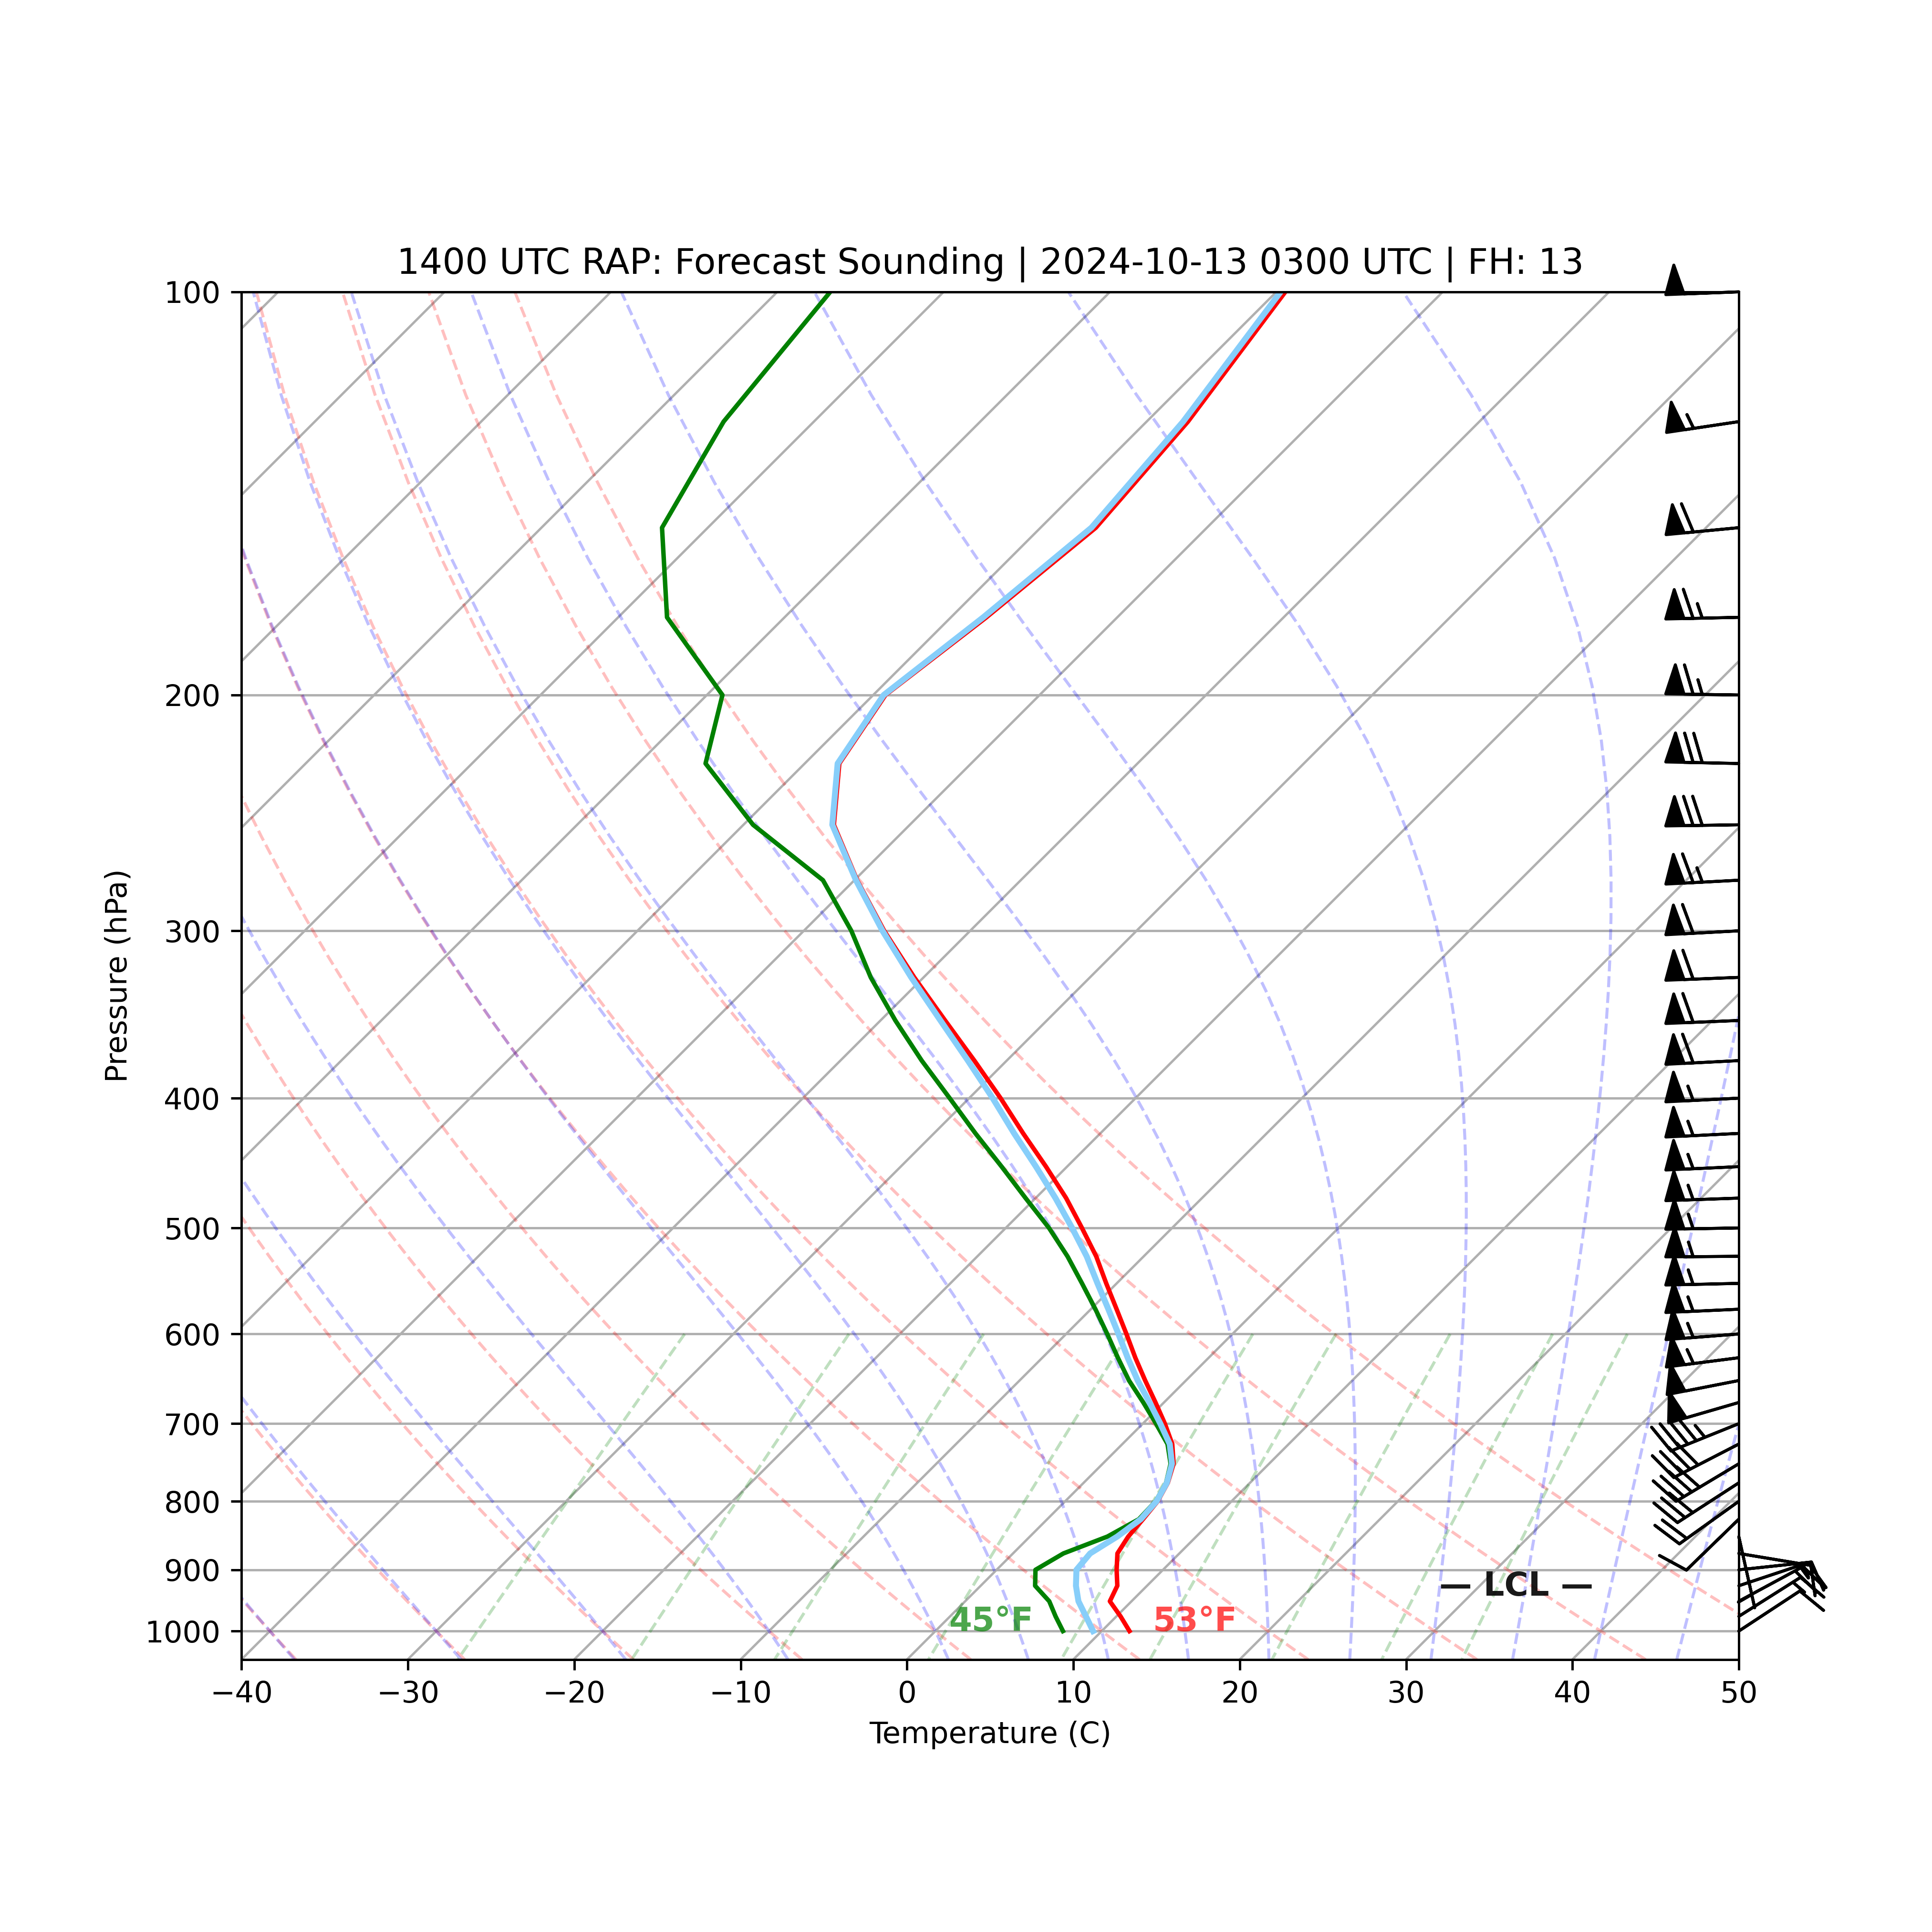 1400 UTC RAP: Forecast Sounding | 2024-10-13 0300 UTC | FH: 13
100
200
300
400
500
600
700
800
900
1000
Pressure (hPa)
— LCL —
45°F
53°F
−40 −30 −20 −10 0 10 20 30 40 50
Temperature (C)